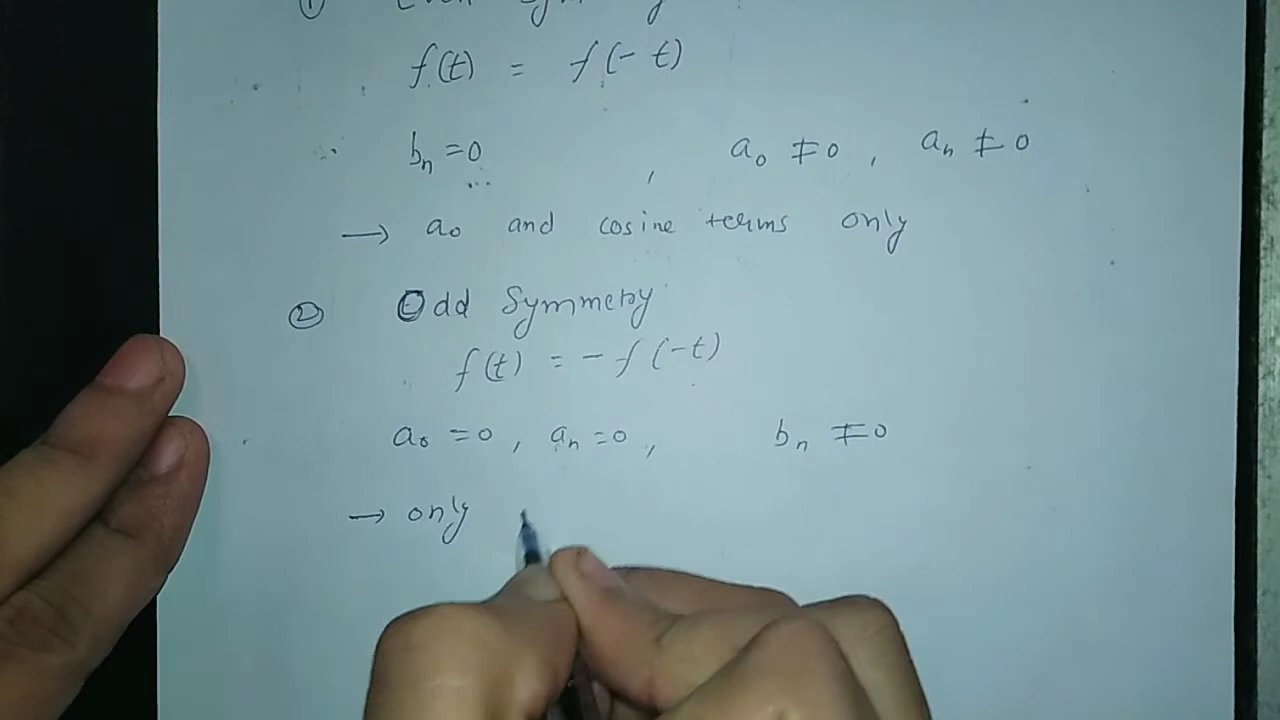 ①
f(t) = f(-t)
∴ bₙ = 0 , a₀ ≠ 0 , aₙ ≠ 0
→ a₀ and cosine terms only
② Odd Symmetry
f(t) = - f(-t)
a₀ = 0 , aₙ = 0 , bₙ ≠ 0
→ only